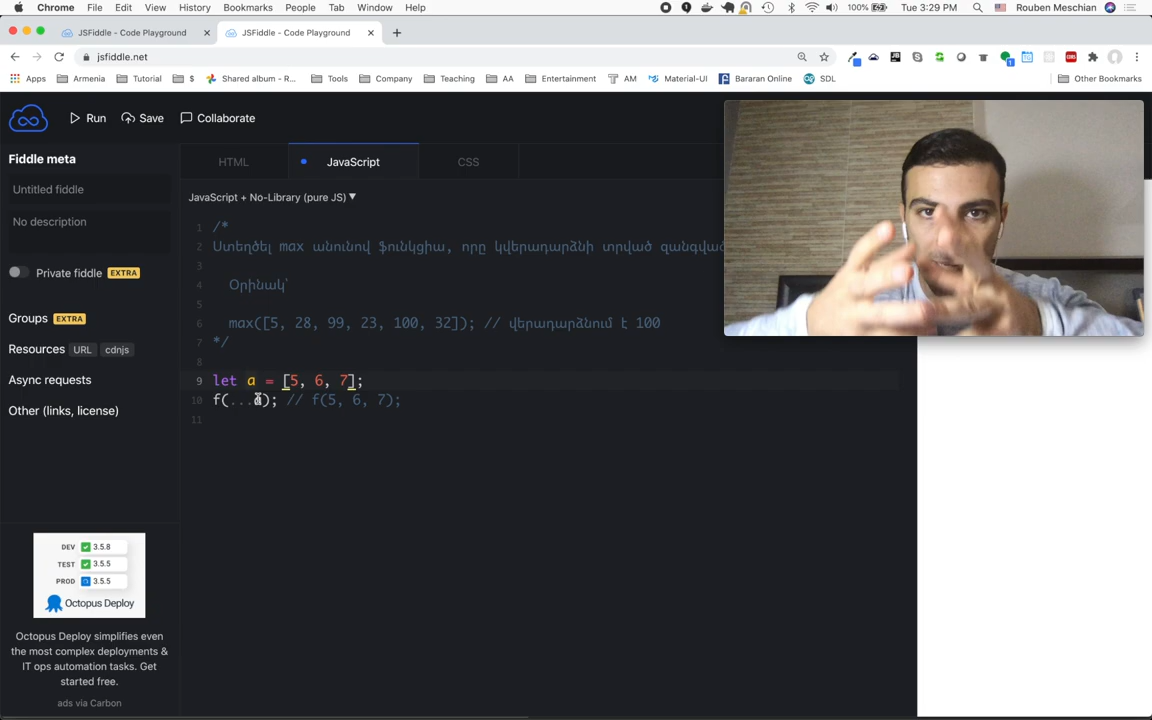 Chrome File Edit View History Bookmarks People Tab Window Help 100% Tue 3:29 PM Rouben Meschian
JSFiddle - Code Playground JSFiddle - Code Playground
jsfiddle.net
Apps Armenia Tutorial $ Shared album - R... Tools Company Teaching AA Entertainment AM Material-UI Bararan Online SDL Other Bookmarks
Run Save Collaborate
Fiddle meta
Untitled fiddle
No description
Private fiddle EXTRA
Groups EXTRA
Resources URL cdnjs
Async requests
Other (links, license)
DEV 3.5.8
TEST 3.5.5
PROD 3.5.5
Octopus Deploy
Octopus Deploy simplifies even
the most complex deployments &
IT ops automation tasks. Get
started free.
ads via Carbon
HTML JavaScript CSS
JavaScript + No-Library (pure JS)
1 /*
2 Ստեղծել max անունով ֆունկցիա, որը կվերադարձնի տրված զանգված
3
4 Օրինակ՝
5
6 max([5, 28, 99, 23, 100, 32]); // վերադարձնում է 100
7 */
8
9 let a = [5, 6, 7];
10 f(...a); // f(5, 6, 7);
11